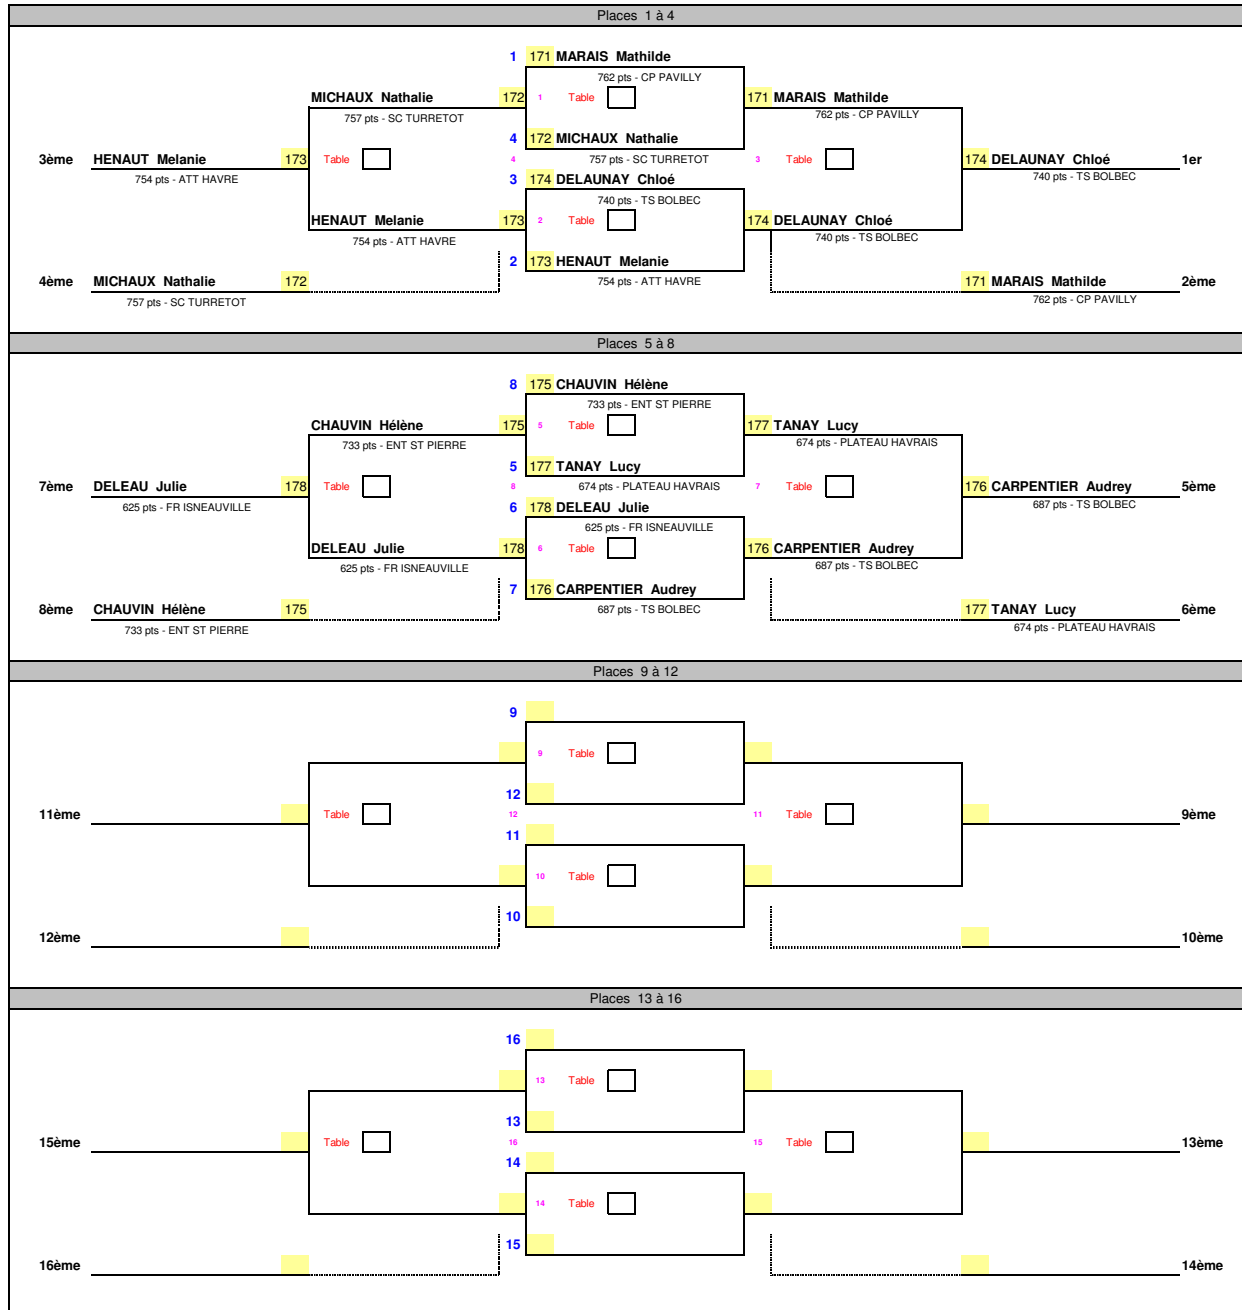 Places 1 à 4
1 171 MARAIS Mathilde
762 pts - CP PAVILLY
MICHAUX Nathalie 172 1 Table 171 MARAIS Mathilde
757 pts - SC TURRETOT 762 pts - CP PAVILLY
4 172 MICHAUX Nathalie
3ème HENAUT Melanie 173 Table 4 757 pts - SC TURRETOT 3 Table 174 DELAUNAY Chloé 1er
754 pts - ATT HAVRE 740 pts - TS BOLBEC
3 174 DELAUNAY Chloé
740 pts - TS BOLBEC
HENAUT Melanie 173 2 Table 174 DELAUNAY Chloé
754 pts - ATT HAVRE 740 pts - TS BOLBEC
2 173 HENAUT Melanie
4ème MICHAUX Nathalie 172 754 pts - ATT HAVRE 171 MARAIS Mathilde 2ème
757 pts - SC TURRETOT 762 pts - CP PAVILLY
Places 5 à 8
8 175 CHAUVIN Hélène
733 pts - ENT ST PIERRE
CHAUVIN Hélène 175 5 Table 177 TANAY Lucy
733 pts - ENT ST PIERRE 674 pts - PLATEAU HAVRAIS
5 177 TANAY Lucy
7ème DELEAU Julie 178 Table 8 674 pts - PLATEAU HAVRAIS 7 Table 176 CARPENTIER Audrey 5ème
625 pts - FR ISNEAUVILLE 687 pts - TS BOLBEC
6 178 DELEAU Julie
625 pts - FR ISNEAUVILLE
DELEAU Julie 178 6 Table 176 CARPENTIER Audrey
625 pts - FR ISNEAUVILLE 687 pts - TS BOLBEC
7 176 CARPENTIER Audrey
8ème CHAUVIN Hélène 175 687 pts - TS BOLBEC 177 TANAY Lucy 6ème
733 pts - ENT ST PIERRE 674 pts - PLATEAU HAVRAIS
Places 9 à 12
9
9 Table
12
11ème Table 12 11 Table 9ème
11
10 Table
10
12ème 10ème
Places 13 à 16
16
13 Table
13
15ème Table 16 15 Table 13ème
14
14 Table
15
16ème 14ème